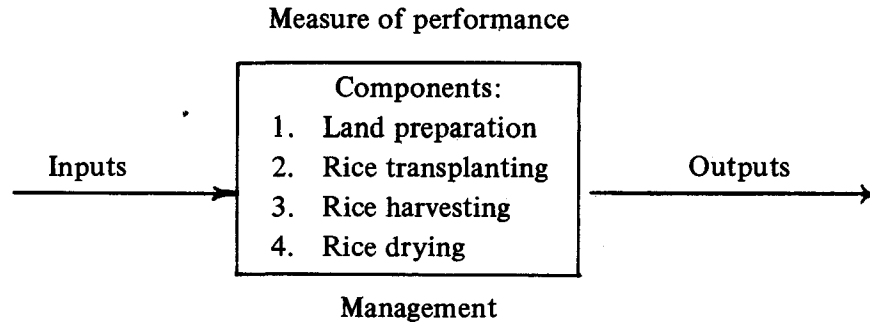 Measure of performance
Components:
1. Land preparation
Inputs
2. Rice transplanting
Outputs
3. Rice harvesting
4. Rice drying
Management